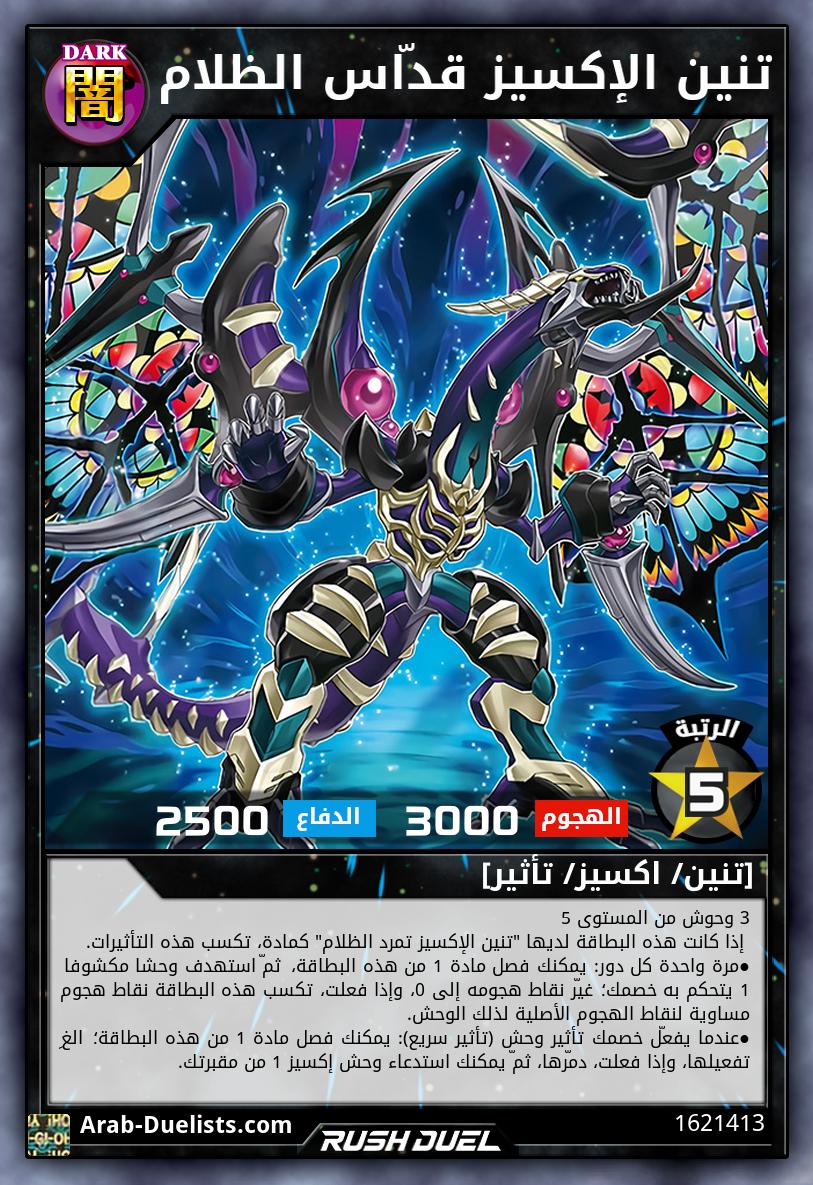 DARK
闇
تنين الإكسيز قدّاس الظلام
الرتبة
5
الهجوم 3000 الدفاع 2500
[تنين/ اكسيز/ تأثير]
3 وحوش من المستوى 5
إذا كانت هذه البطاقة لديها "تنين الإكسيز تمرد الظلام" كمادة، تكسب هذه التأثيرات.
●مرة واحدة كل دور: يمكنك فصل مادة 1 من هذه البطاقة، ثمّ استهدف وحشا مكشوفا
1 يتحكم به خصمك؛ غيّر نقاط هجومه إلى 0، وإذا فعلت، تكسب هذه البطاقة نقاط هجوم
مساوية لنقاط الهجوم الأصلية لذلك الوحش.
●عندما يفعلّ خصمك تأثير وحش (تأثير سريع): يمكنك فصل مادة 1 من هذه البطاقة؛ الغِ
تفعيلها، وإذا فعلت، دمّرها، ثمّ يمكنك استدعاء وحش إكسيز 1 من مقبرتك.
Arab-Duelists.com
RUSH DUEL
1621413